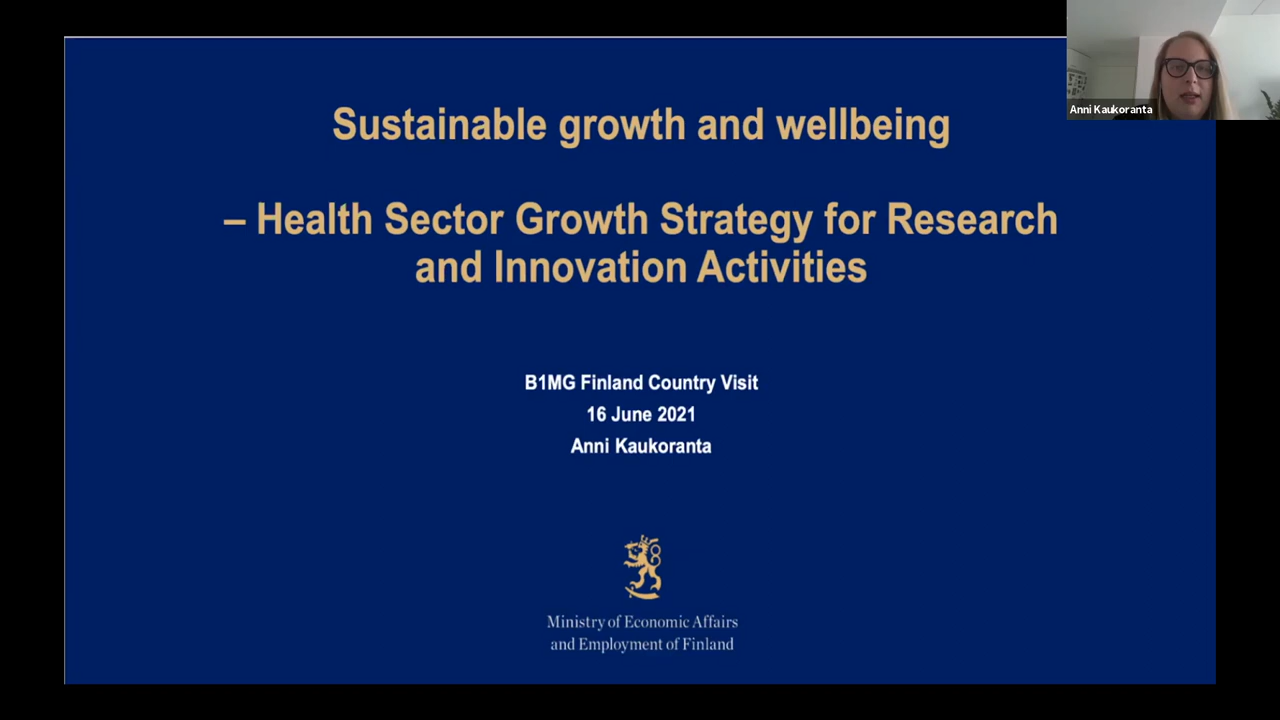 Sustainable growth and wellbeing
– Health Sector Growth Strategy for Research
and Innovation Activities
B1MG Finland Country Visit
16 June 2021
Anni Kaukoranta
Ministry of Economic Affairs
and Employment of Finland
Anni Kaukoranta